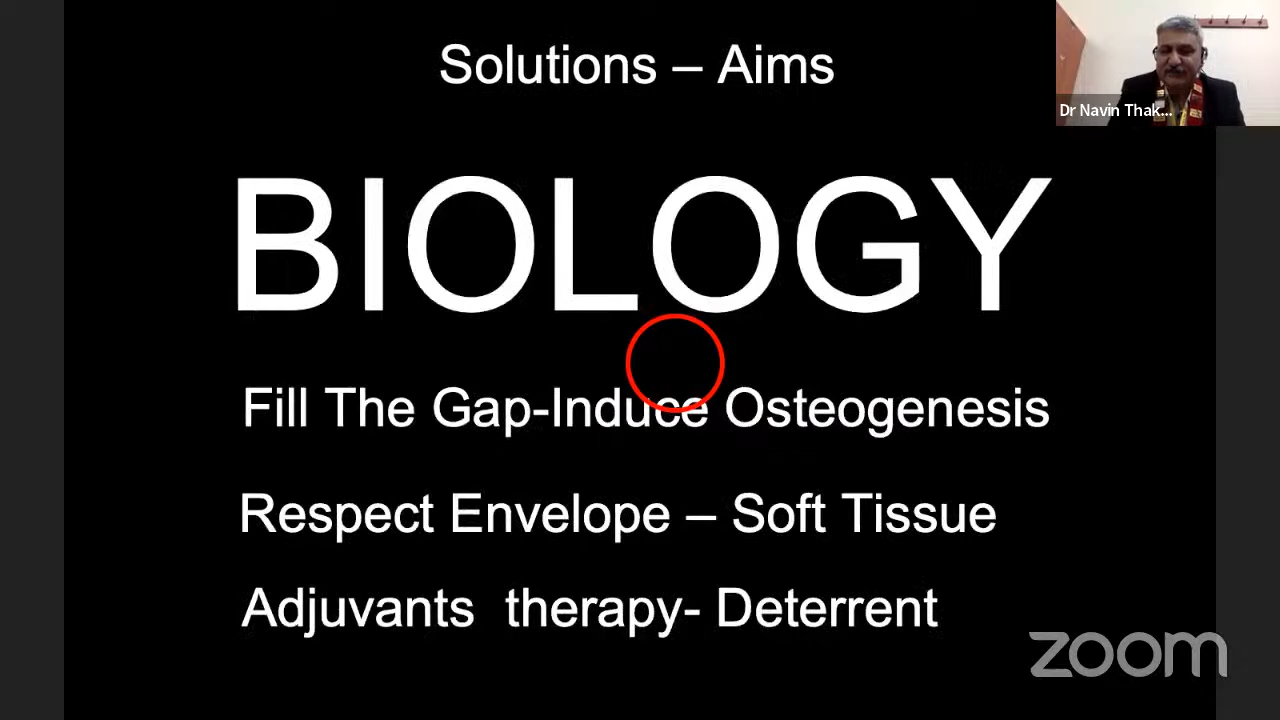 Solutions – Aims
Dr Navin Thak...
BIOLOGY
Fill The Gap-Induce Osteogenesis
Respect Envelope – Soft Tissue
Adjuvants  therapy- Deterrent
zoom